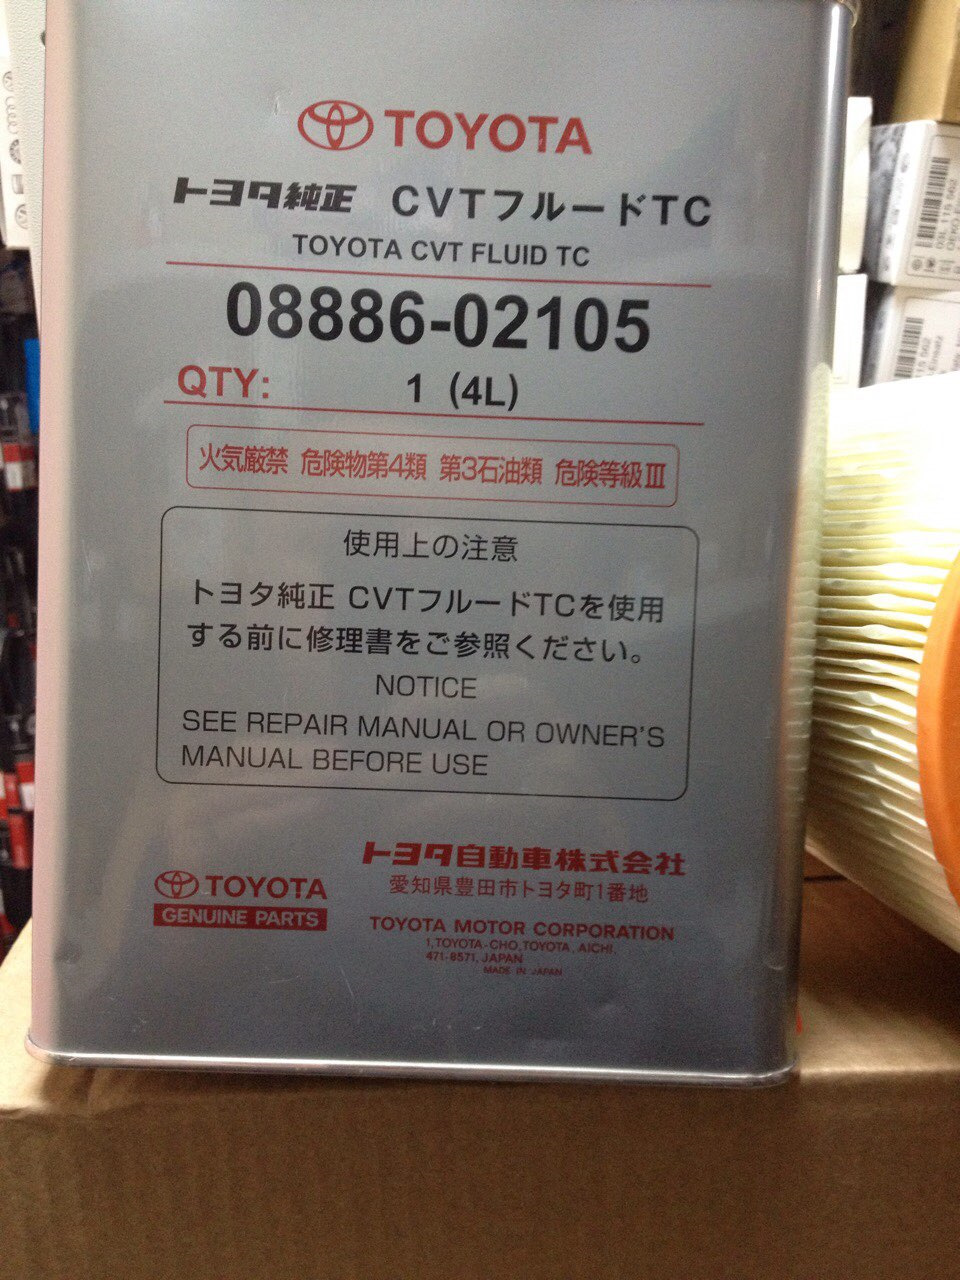 TOYOTA
トヨタ純正 CVTフルードTC
TOYOTA CVT FLUID TC
08886-02105
QTY: 1 (4L)
火気厳禁 危険物第4類 第3石油類 危険等級III
使用上の注意
トヨタ純正 CVTフルードTCを使用
する前に修理書をご参照ください。
NOTICE
SEE REPAIR MANUAL OR OWNER'S
MANUAL BEFORE USE
トヨタ自動車株式会社
愛知県豊田市トヨタ町1番地
TOYOTA
GENUINE PARTS
TOYOTA MOTOR CORPORATION
1,TOYOTA-CHO,TOYOTA, AICHI,
471-8571, JAPAN
MADE IN JAPAN